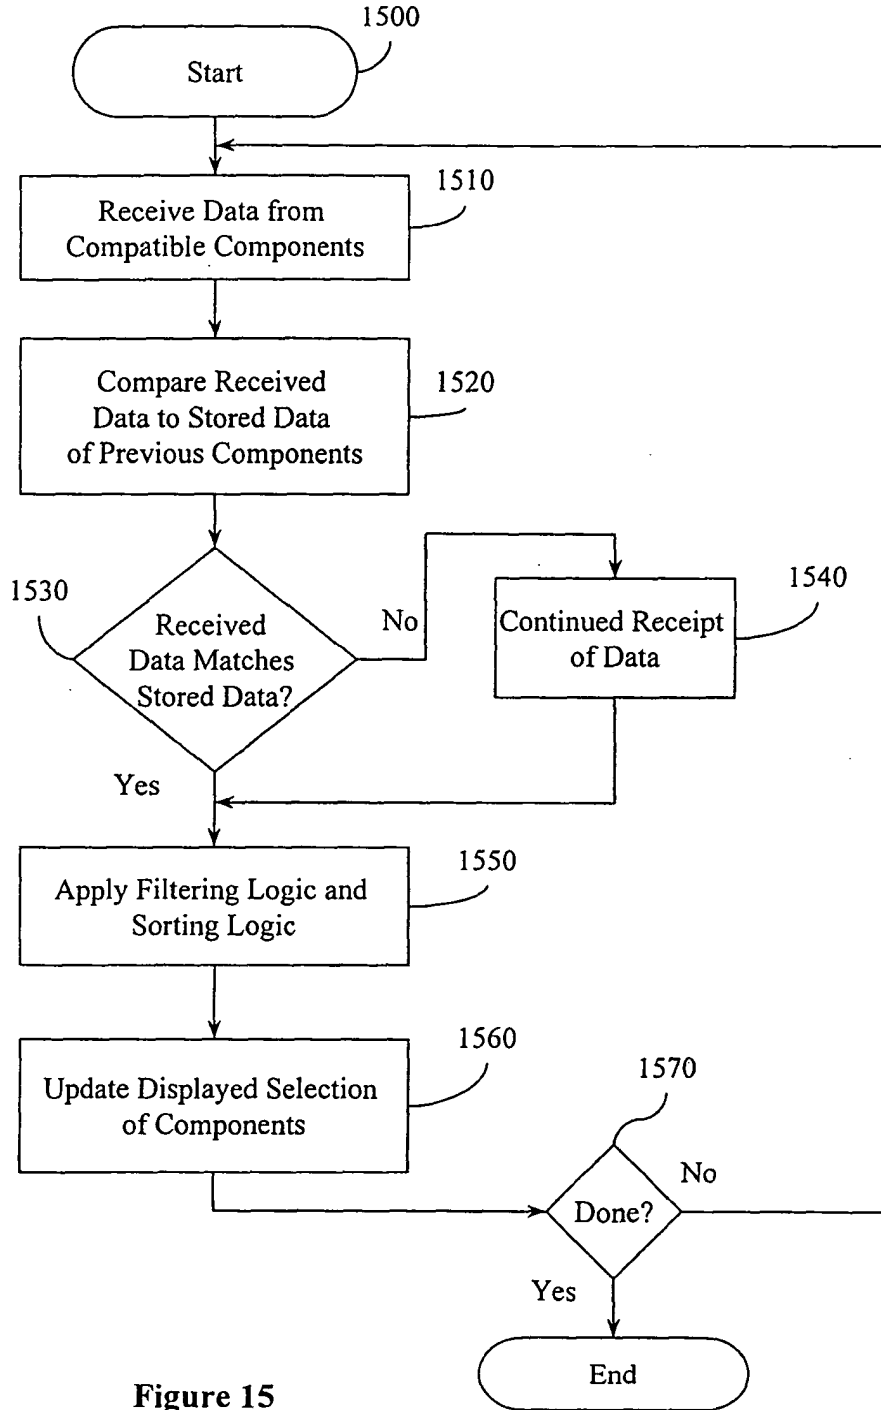 1500
Start
1510
Receive Data from
Compatible Components
1520
Compare Received
Data to Stored Data
of Previous Components
1530
Received
Data Matches
Stored Data?
No
1540
Continued Receipt
of Data
Yes
1550
Apply Filtering Logic and
Sorting Logic
1560
Update Displayed Selection
of Components
1570
Done?
No
Yes
End
Figure 15